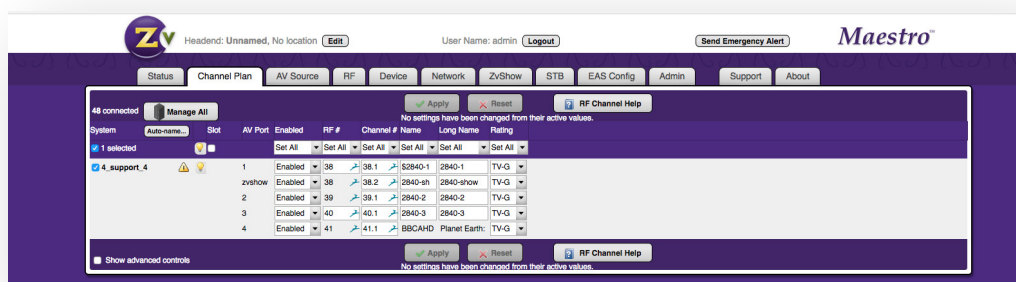 Zv Headend: Unnamed, No location Edit User Name: admin Logout Send Emergency Alert Maestro™
Status Channel Plan AV Source RF Device Network ZvShow STB EAS Config Admin Support About
48 connected Manage All Apply Reset ? RF Channel Help
No settings have been changed from their active values.
System Auto-name... Slot AV Port Enabled RF # Channel # Name Long Name Rating
1 selected Set All Set All Set All Set All Set All Set All
4_support_4 1 Enabled 38 38.1 $2840-1 2840-1 TV-G
zvshow Enabled 38 38.2 2840-sh 2840-show TV-G
2 Enabled 39 39.1 2840-2 2840-2 TV-G
3 Enabled 40 40.1 2840-3 2840-3 TV-G
4 Enabled 41 41.1 BBCAHD Planet Earth: TV-G
Show advanced controls Apply Reset ? RF Channel Help
No settings have been changed from their active values.